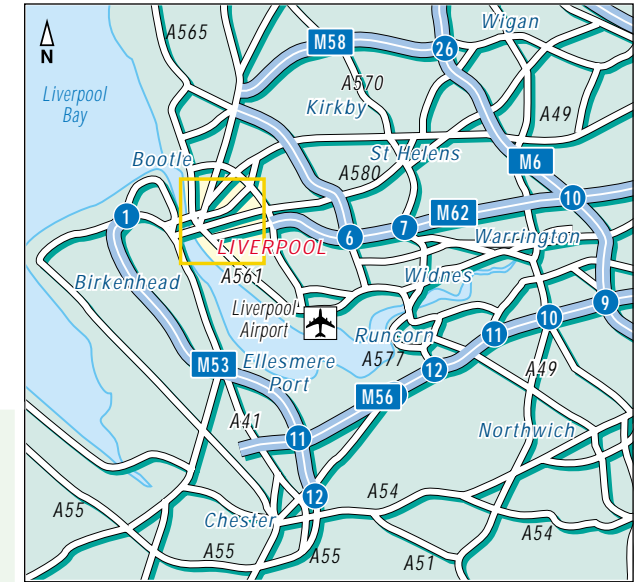 Wigan
A565
M58
26
N
A570
Liverpool
Bay
Kirkby
A49
Bootle
St Helens
M6
A580
10
M62
1
7
6
LIVERPOOL
Warrington
A561
Widnes
Birkenhead
Liverpool
Airport
9
10
11
Runcorn
A577
M53
Ellesmere
Port
12
A49
M56
A41
Northwich
11
12
A54
A55
Chester
A54
A55
A55
A51